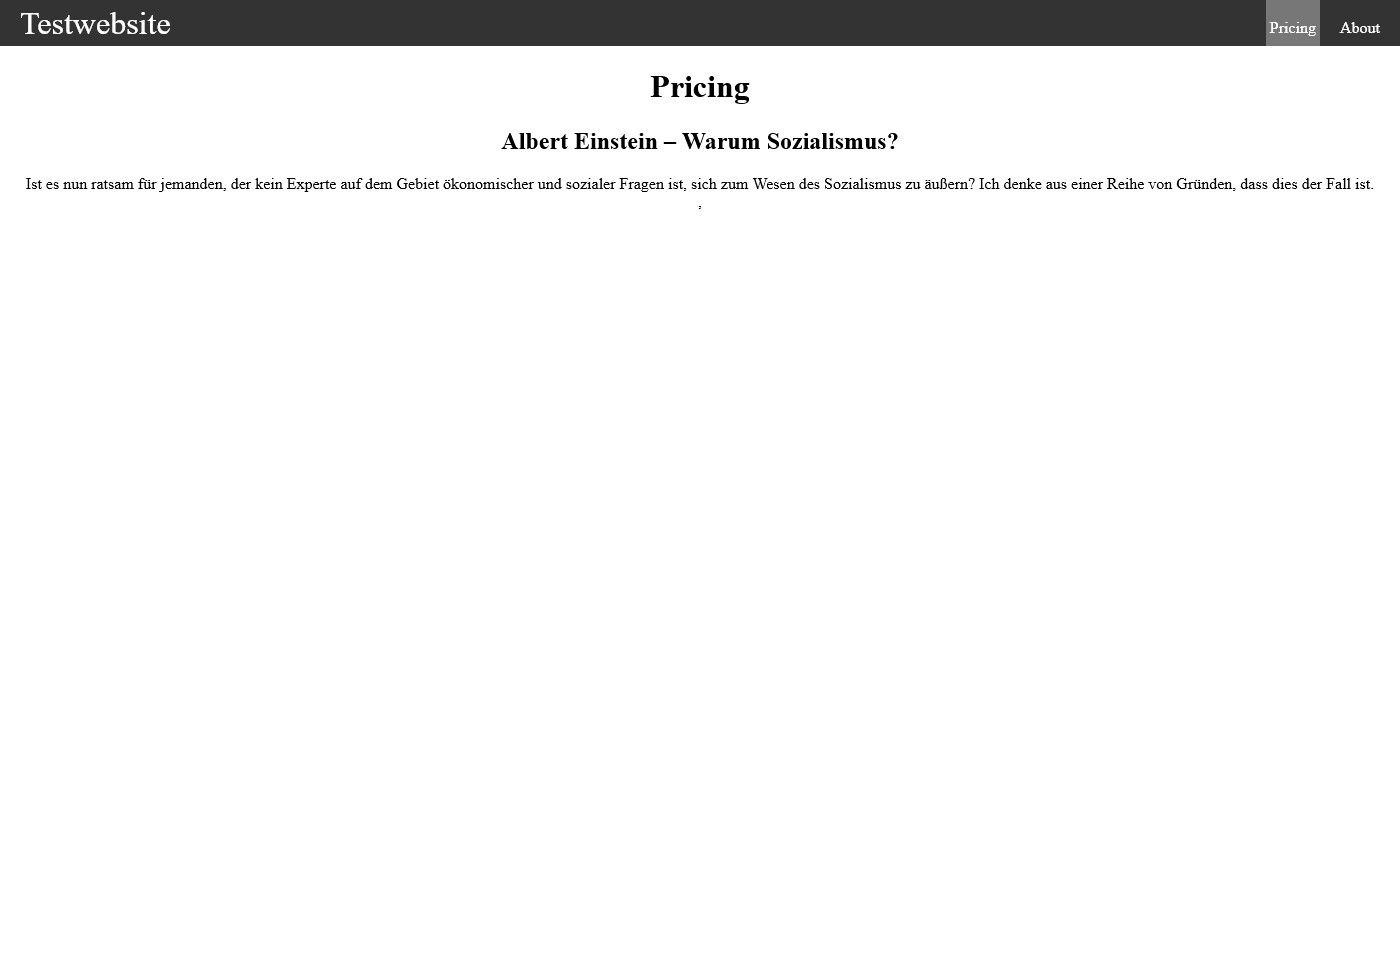 Testwebsite
Pricing About
Pricing
Albert Einstein – Warum Sozialismus?
Ist es nun ratsam für jemanden, der kein Experte auf dem Gebiet ökonomischer und sozialer Fragen ist, sich zum Wesen des Sozialismus zu äußern? Ich denke aus einer Reihe von Gründen, dass dies der Fall ist.
,